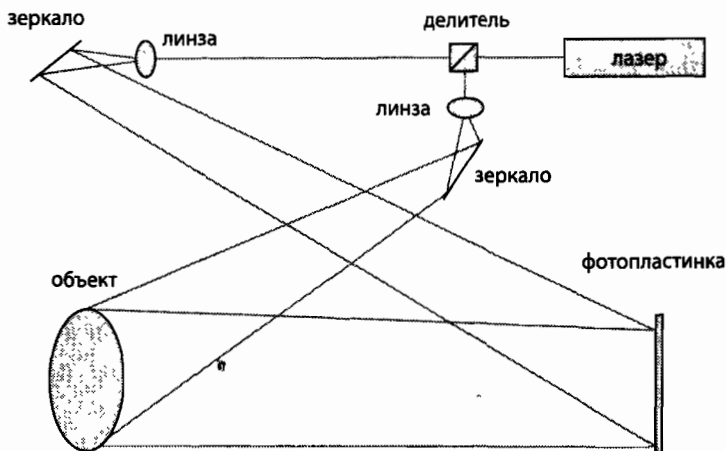 зеркало
линза
делитель
лазер
линза
зеркало
объект
фотопластинка